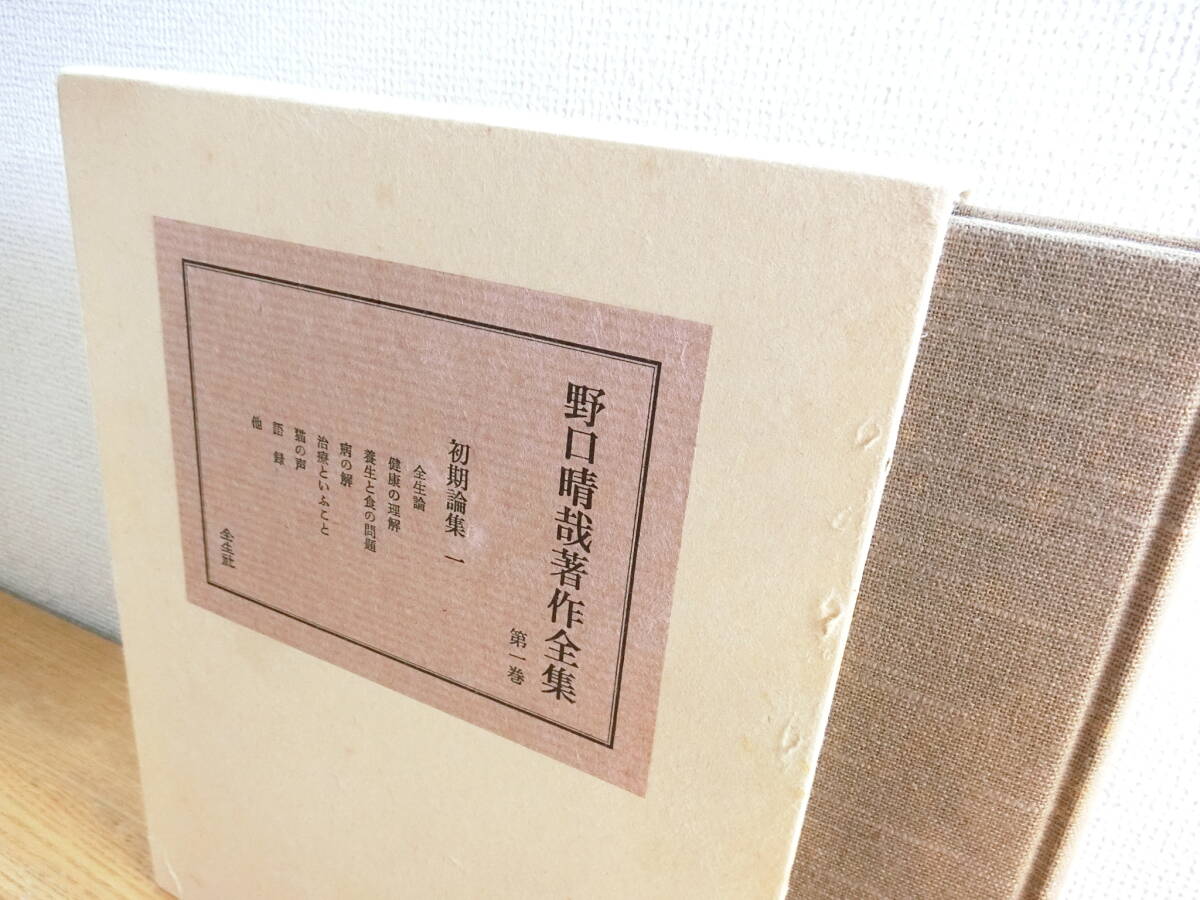 野口晴哉著作全集
第一巻
初期論集 一
全生論
健康の理解
養生と食の問題
病の解
治療といふこと
猫の声
語録
他
全生社